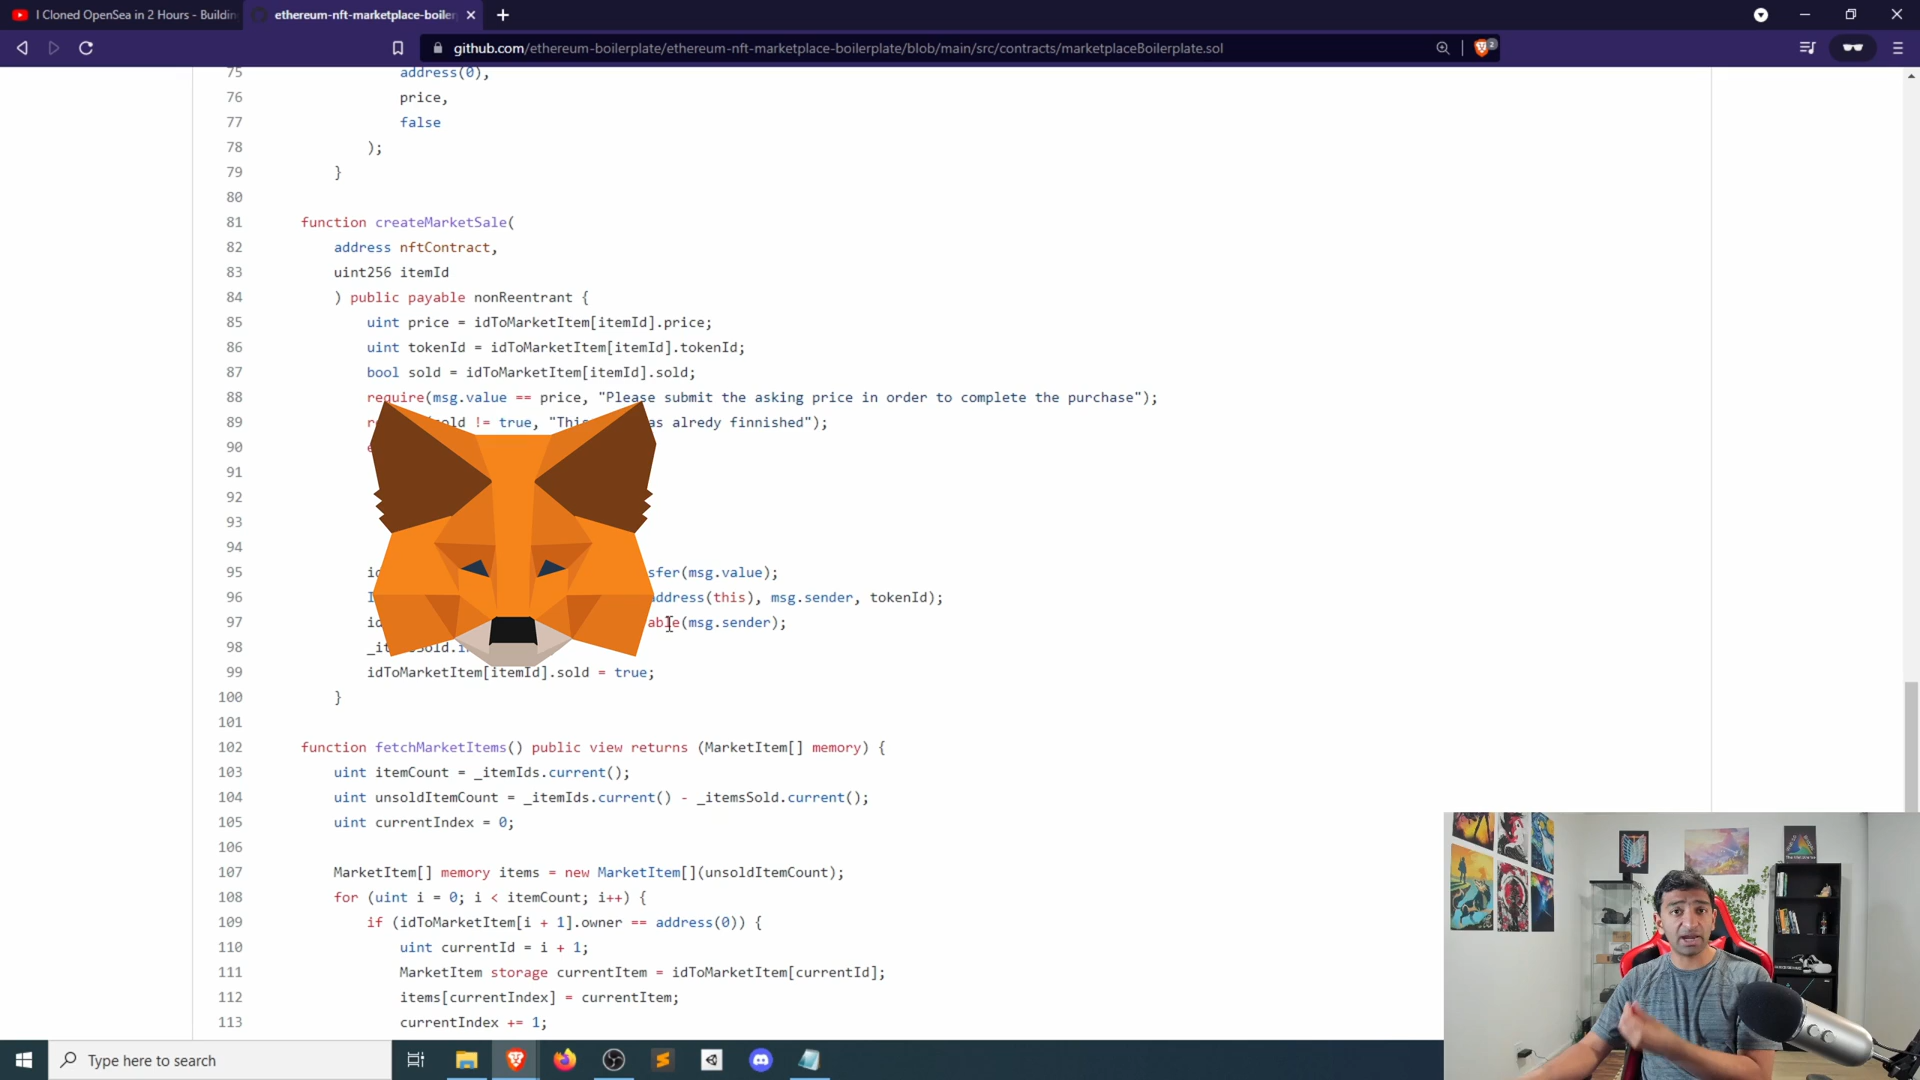 I Cloned OpenSea in 2 Hours - Buildin
ethereum-nft-marketplace-boiler
github.com/ethereum-boilerplate/ethereum-nft-marketplace-boilerplate/blob/main/src/contracts/marketplaceBoilerplate.sol
2
75 address(0),
76 price,
77 false
78 );
79 }
80
81 function createMarketSale(
82 address nftContract,
83 uint256 itemId
84 ) public payable nonReentrant {
85 uint price = idToMarketItem[itemId].price;
86 uint tokenId = idToMarketItem[itemId].tokenId;
87 bool sold = idToMarketItem[itemId].sold;
88 require(msg.value == price, "Please submit the asking price in order to complete the purchase");
89 sold != true, "This as alredy finnished");
90
91
92
93
94
95 sfer(msg.value);
96 address(this), msg.sender, tokenId);
97 able(msg.sender);
98
99 idToMarketItem[itemId].sold = true;
100 }
101
102 function fetchMarketItems() public view returns (MarketItem[] memory) {
103 uint itemCount = _itemIds.current();
104 uint unsoldItemCount = _itemIds.current() - _itemsSold.current();
105 uint currentIndex = 0;
106
107 MarketItem[] memory items = new MarketItem[](unsoldItemCount);
108 for (uint i = 0; i < itemCount; i++) {
109 if (idToMarketItem[i + 1].owner == address(0)) {
110 uint currentId = i + 1;
111 MarketItem storage currentItem = idToMarketItem[currentId];
112 items[currentIndex] = currentItem;
113 currentIndex += 1;
Type here to search